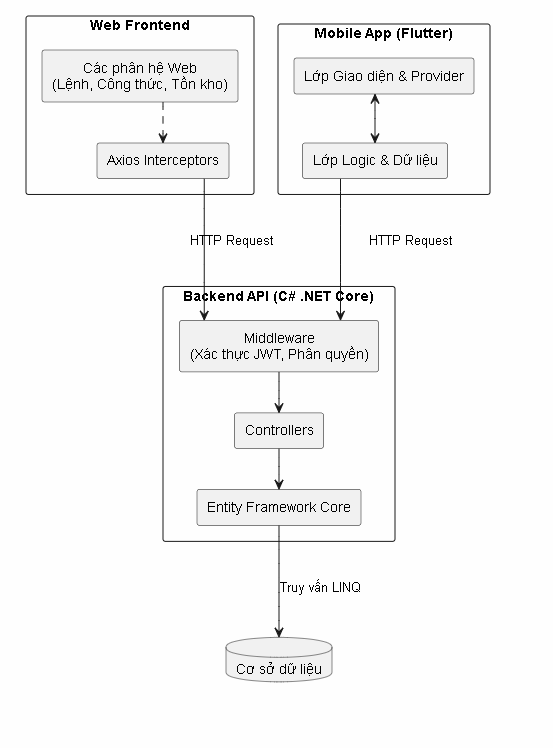 Web Frontend
Các phân hệ Web
(Lệnh, Công thức, Tồn kho)
Axios Interceptors
Mobile App (Flutter)
Lớp Giao diện & Provider
Lớp Logic & Dữ liệu
HTTP Request
HTTP Request
Backend API (C# .NET Core)
Middleware
(Xác thực JWT, Phân quyền)
Controllers
Entity Framework Core
Truy vấn LINQ
Cơ sở dữ liệu